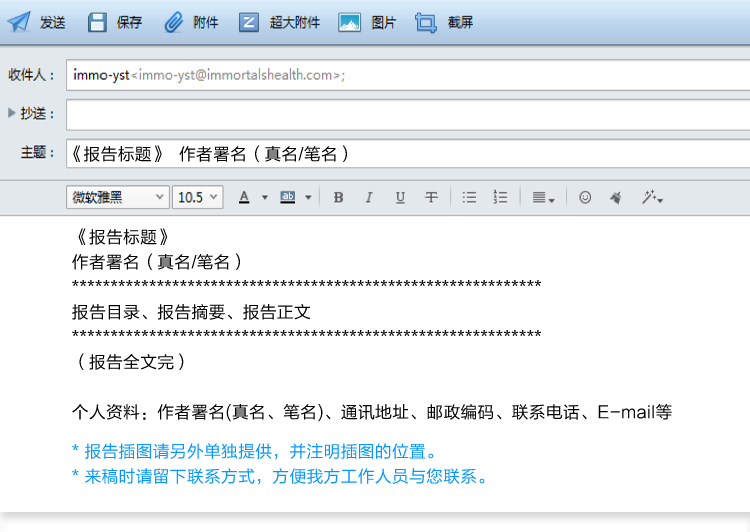 发送 保存 附件 超大附件 图片 截屏
收件人： immo-yst<immo-yst@immortalshealth.com>;
抄送：
主题： 《报告标题》 作者署名（真名/笔名）
微软雅黑 10.5 A ab B I U T
《报告标题》
作者署名（真名/笔名）
**************************************************************
报告目录、报告摘要、报告正文
**************************************************************
（报告全文完）
个人资料：作者署名(真名、笔名)、通讯地址、邮政编码、联系电话、E-mail等
* 报告插图请另外单独提供，并注明插图的位置。
* 来稿时请留下联系方式，方便我方工作人员与您联系。